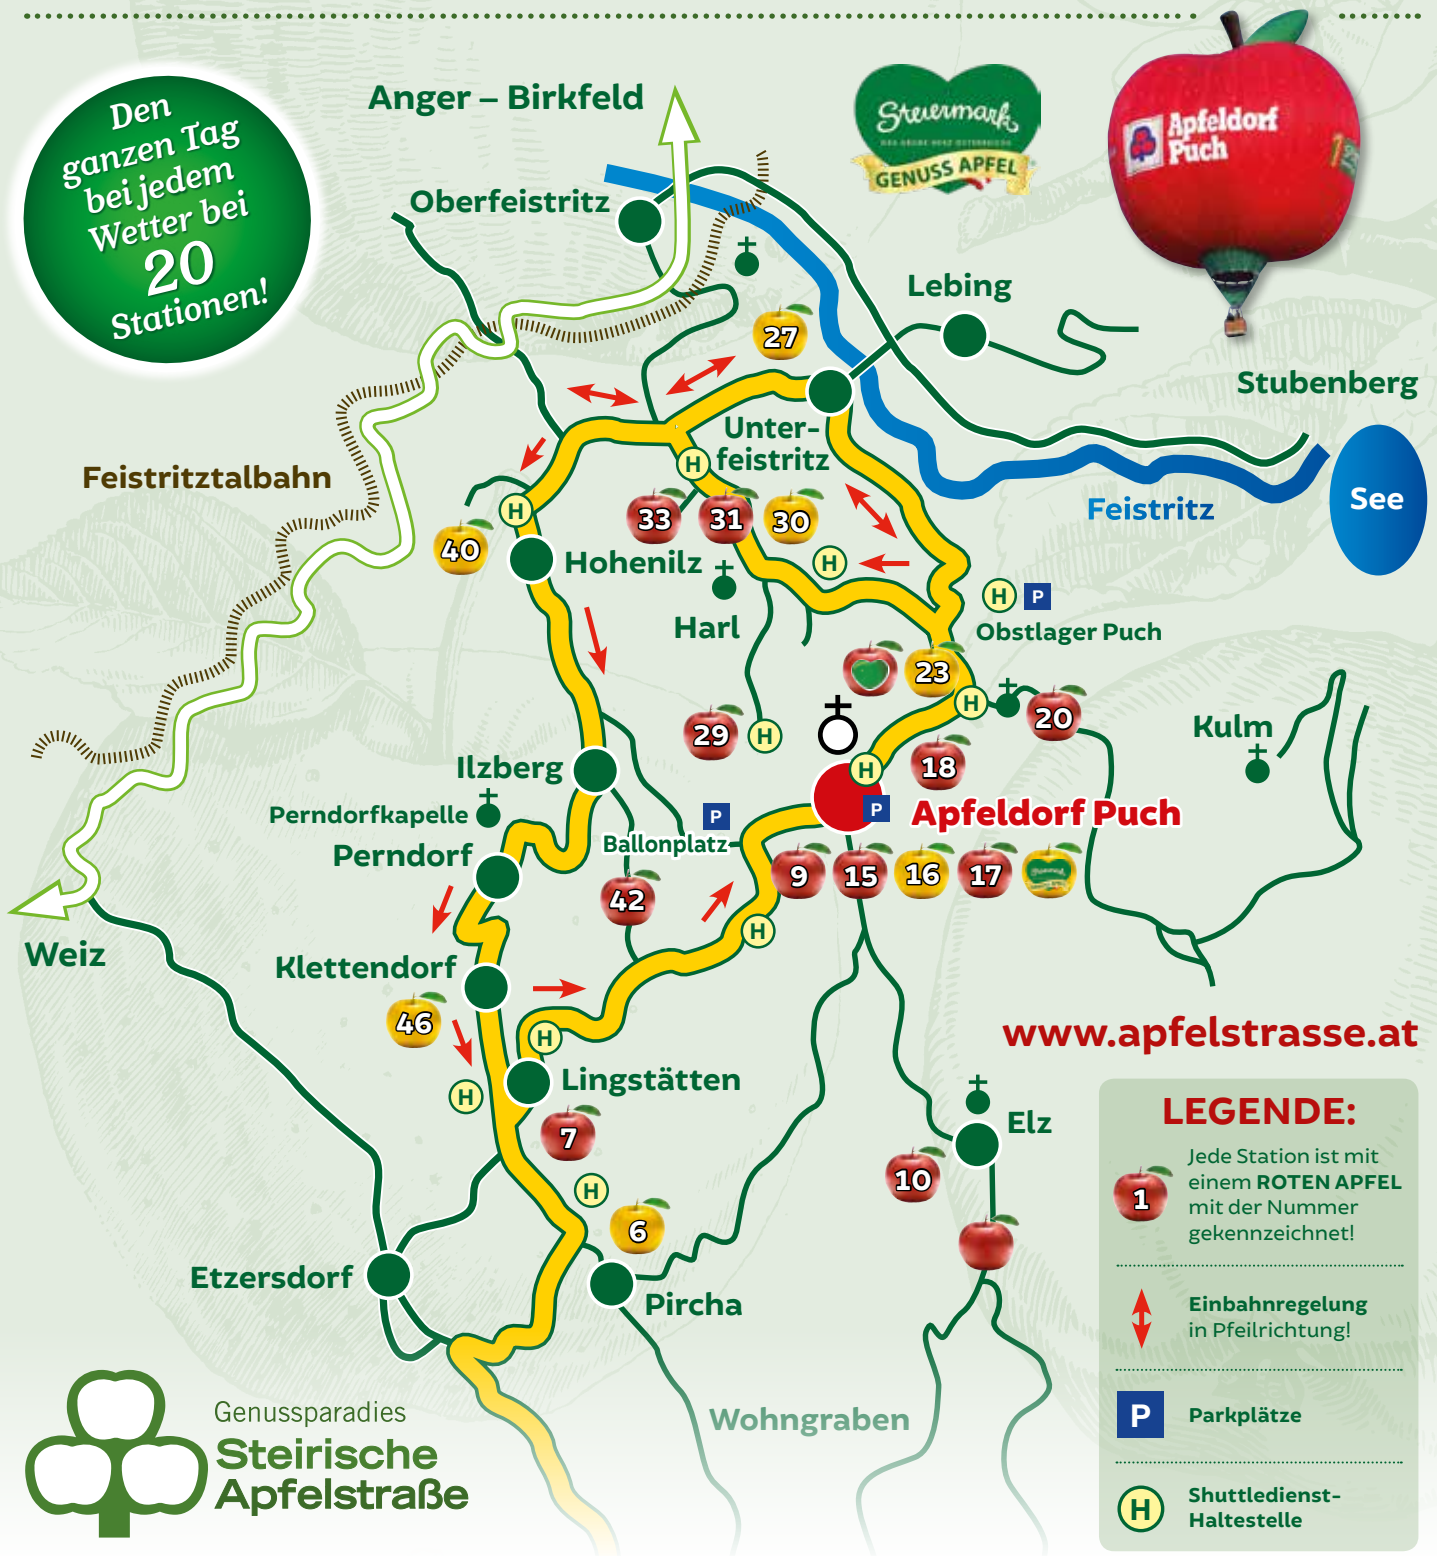 Den
ganzen Tag
bei jedem
Wetter bei
20
Stationen!
Anger – Birkfeld
Steiermark
GENUSS APFEL
Apfeldorf
Puch
Oberfeistritz
Lebing
27
Stubenberg
Unter-
feistritz
H
Feistritztalbahn
See
Feistritz
H
33
31
30
40
Hohenilz
H
H
P
Harl
Obstlager Puch
23
H
20
29
H
Kulm
18
H
Ilzberg
P
Apfeldorf Puch
P
Perndorfkapelle
Ballonplatz
Perndorf
9
15
16
17
Steiermark
42
H
Weiz
Klettendorf
46
H
www.apfelstrasse.at
Lingstätten
H
7
Elz
10
H
6
Etzersdorf
Pircha
Wohngraben
LEGENDE:
1
Jede Station ist mit
einem ROTEN APFEL
mit der Nummer
gekennzeichnet!
Einbahnregelung
in Pfeilrichtung!
P
Parkplätze
H
Shuttledienst-
Haltestelle
Genussparadies
Steirische
Apfelstraße